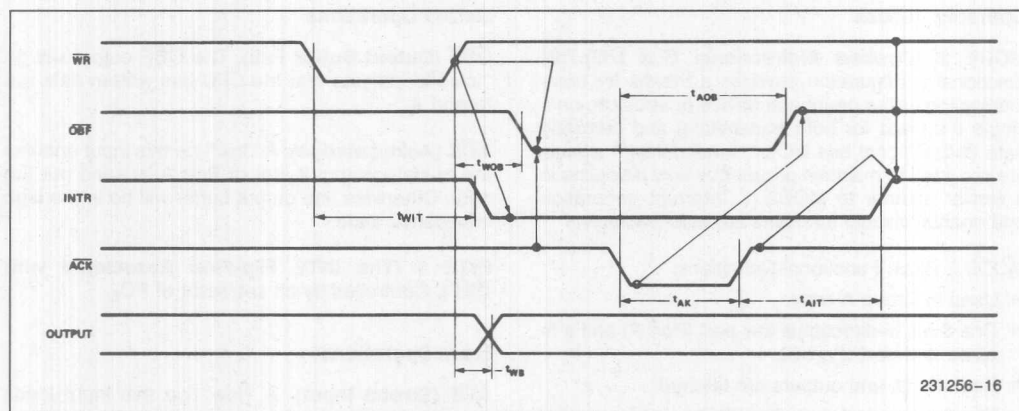 WR
OBF
INTR
ACK
OUTPUT
tWIT
tWOB
tAOB
tAK
tAIT
tWB
231256-16